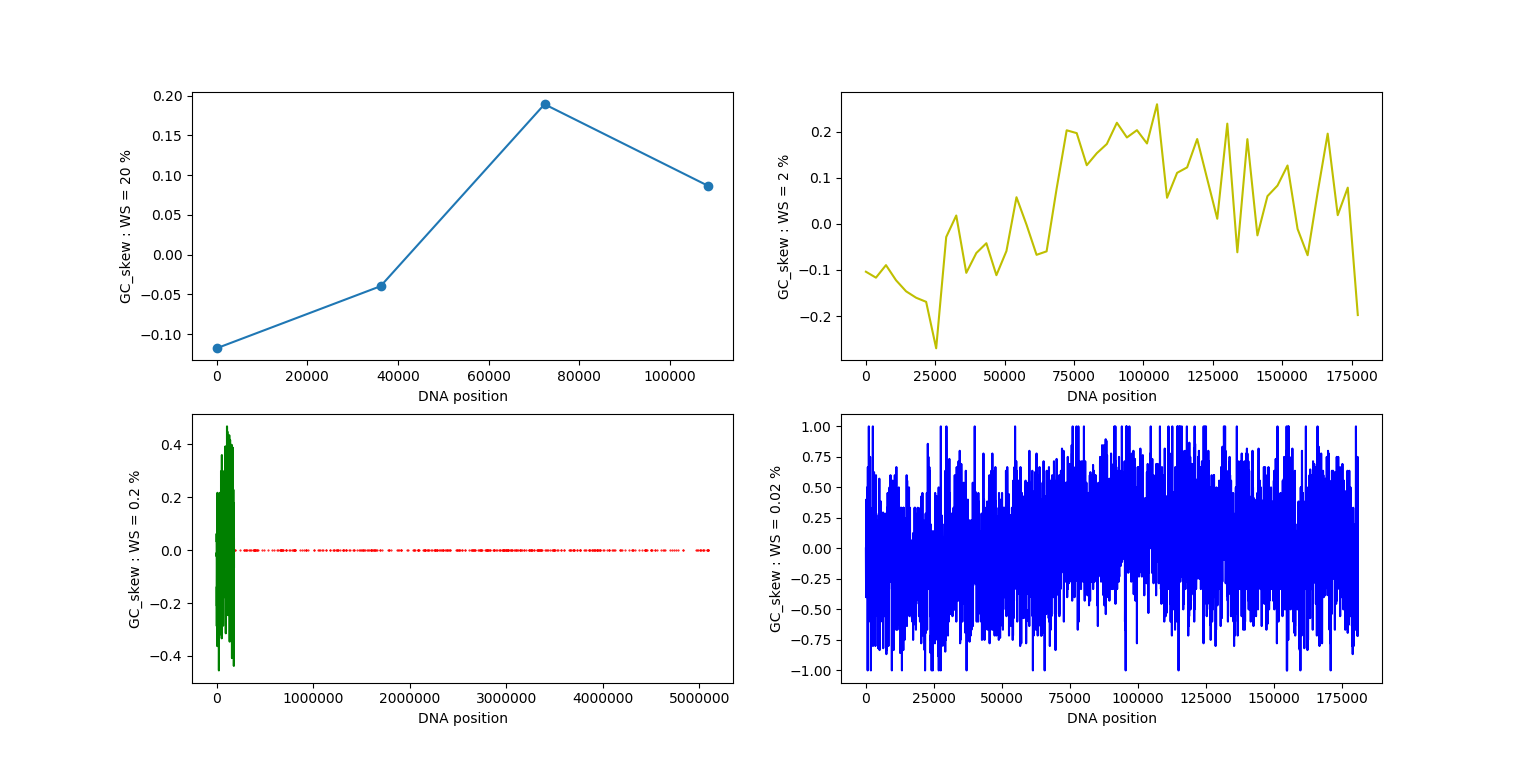 GC_skew : WS = 20 %
0.20
0.15
0.10
0.05
0.00
−0.05
−0.10
0 20000 40000 60000 80000 100000
DNA position
GC_skew : WS = 2 %
0.2
0.1
0.0
−0.1
−0.2
0 25000 50000 75000 100000 125000 150000 175000
DNA position
GC_skew : WS = 0.2 %
0.4
0.2
0.0
−0.2
−0.4
0 1000000 2000000 3000000 4000000 5000000
DNA position
GC_skew : WS = 0.02 %
1.00
0.75
0.50
0.25
0.00
−0.25
−0.50
−0.75
−1.00
0 25000 50000 75000 100000 125000 150000 175000
DNA position